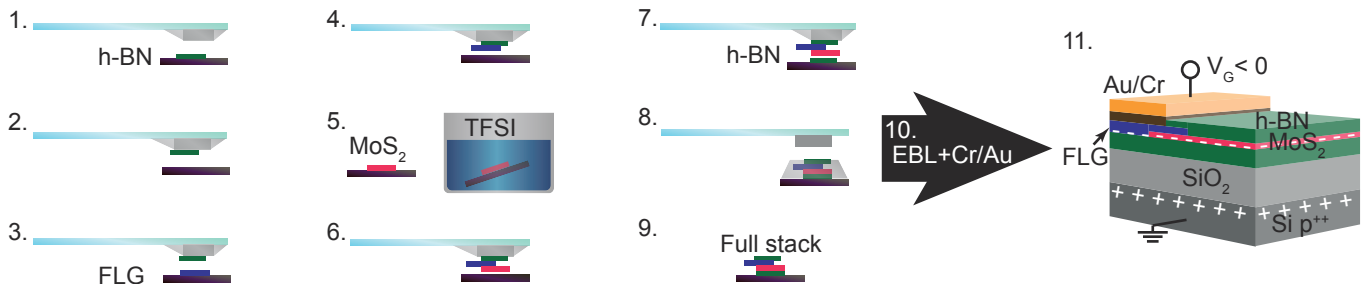 1.
h-BN
2.
3.
FLG
4.
5.
MoS₂
TFSI
6.
7.
h-BN
8.
9.
Full stack
10.
EBL+Cr/Au
11.
V_G< 0
Au/Cr
h-BN
MoS₂
FLG
SiO₂
+ + + + + + + +
Si p⁺⁺